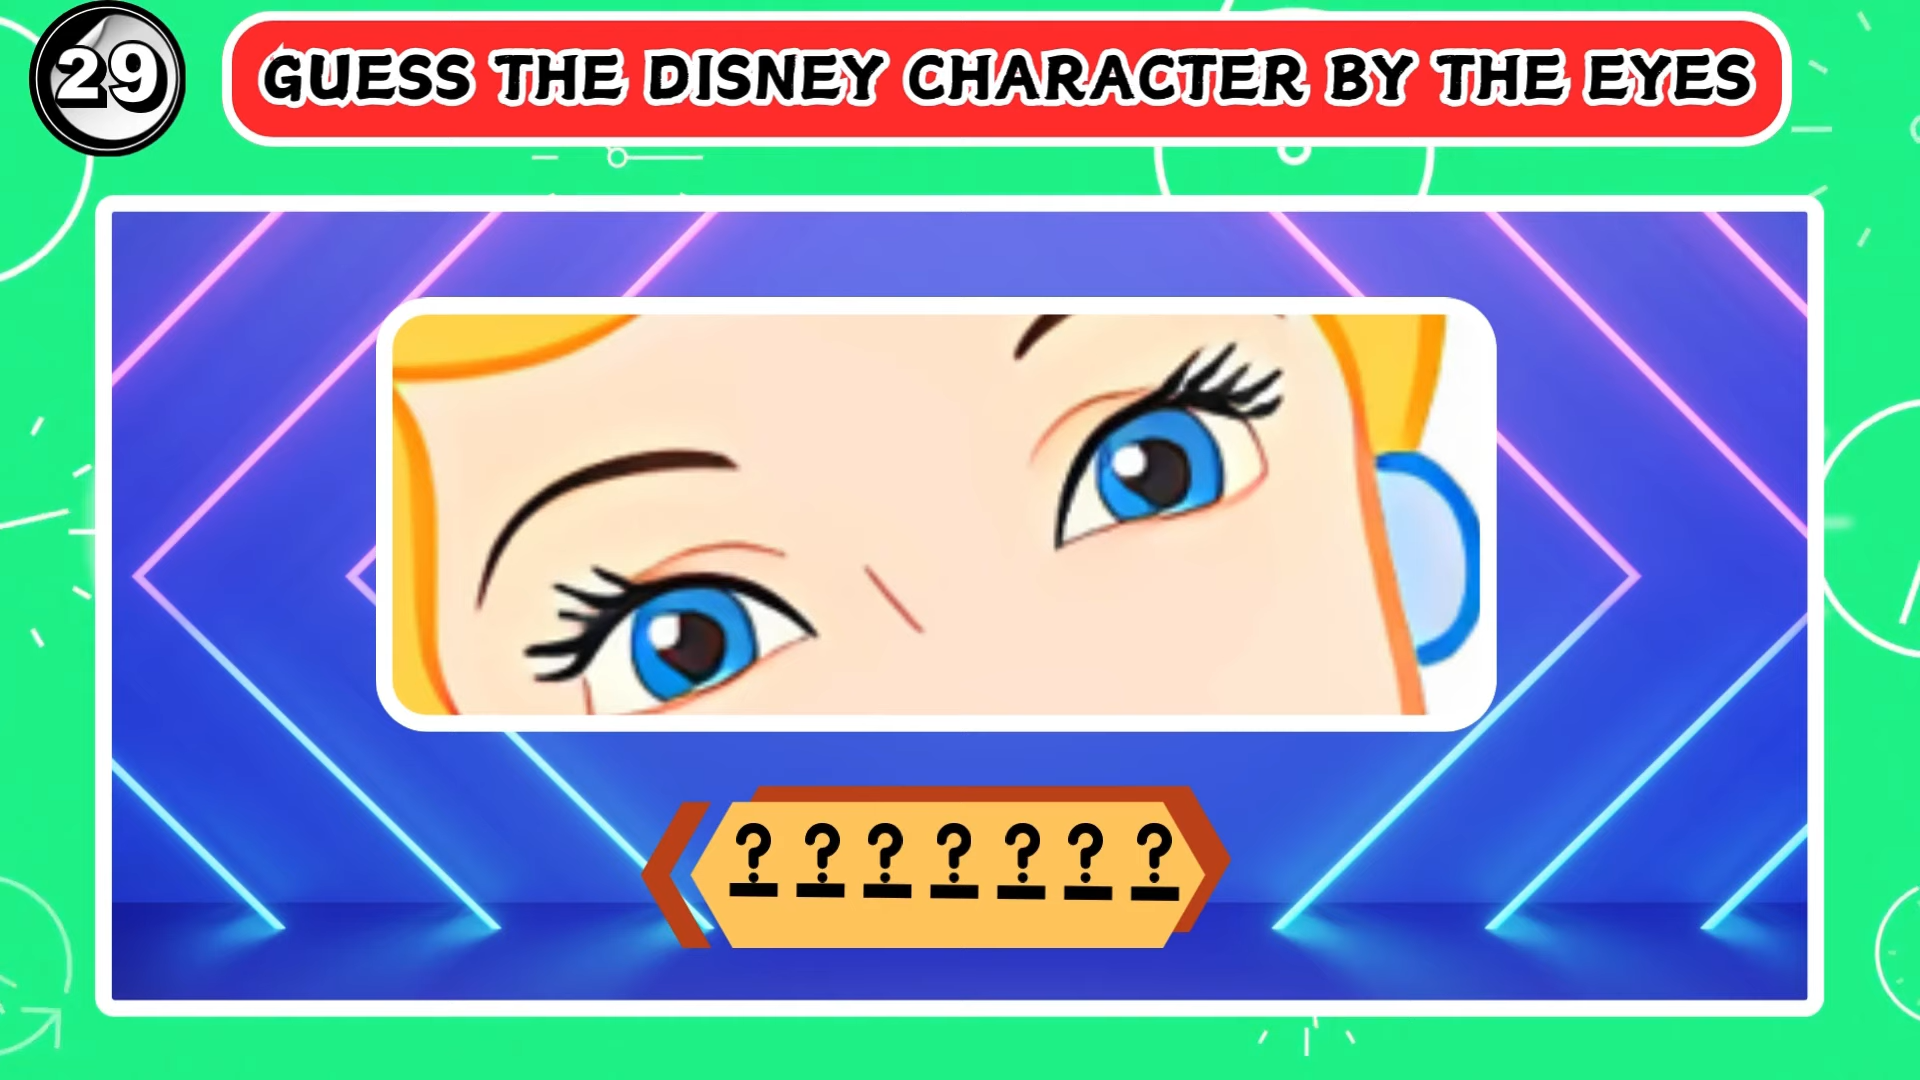 29
GUESS THE DISNEY CHARACTER BY THE EYES
? ? ? ? ? ? ?